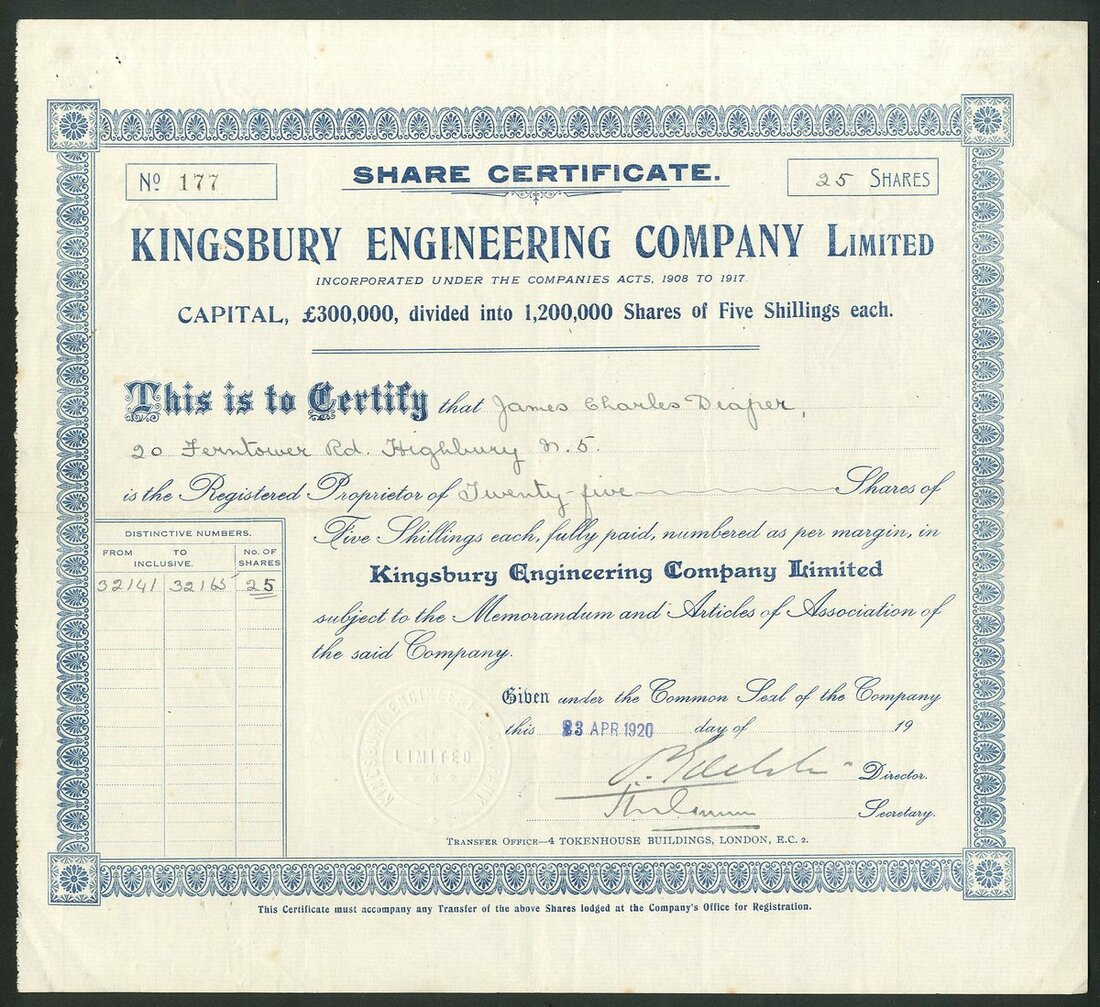 SHARE CERTIFICATE.
No 177
25 SHARES
KINGSBURY ENGINEERING COMPANY LIMITED
INCORPORATED UNDER THE COMPANIES ACTS, 1908 TO 1917.
CAPITAL, £300,000, divided into 1,200,000 Shares of Five Shillings each.
This is to Certify that James Charles Diaper,
20 Ferntower Rd. Highbury N. 5.
is the Registered Proprietor of Twenty-five Shares of
Five Shillings each, fully paid, numbered as per margin, in
Kingsbury Engineering Company Limited
subject to the Memorandum and Articles of Association of
the said Company.
DISTINCTIVE NUMBERS.
FROM TO INCLUSIVE. No. OF SHARES
32141 32165 25
Given under the Common Seal of the Company
this 23 APR 1920 day of 19
Director.
Secretary.
LIMITED
TRANSFER OFFICE—4 TOKENHOUSE BUILDINGS, LONDON, E.C. 2.
This Certificate must accompany any Transfer of the above Shares lodged at the Company's Office for Registration.